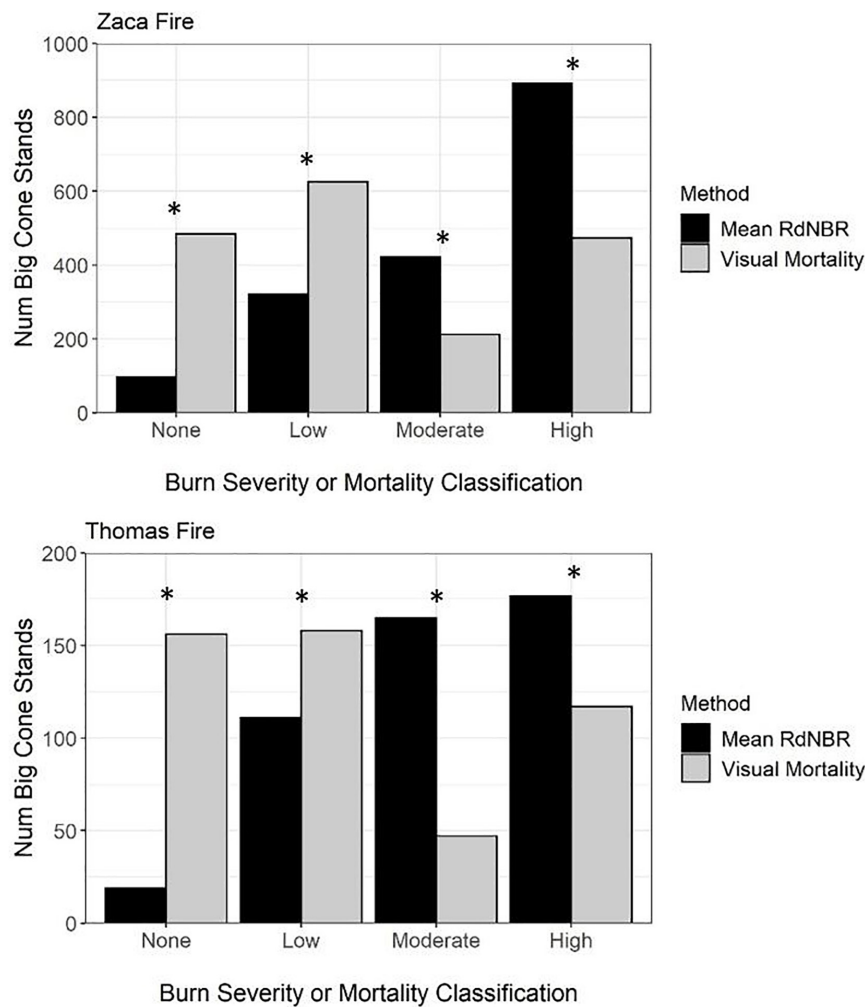 Zaca Fire
1000
800
600
400
200
0
Num Big Cone Stands
*
*
*
*
None Low Moderate High
Burn Severity or Mortality Classification
Method
Mean RdNBR
Visual Mortality
Thomas Fire
200
150
100
50
0
Num Big Cone Stands
*
*
*
*
None Low Moderate High
Burn Severity or Mortality Classification
Method
Mean RdNBR
Visual Mortality